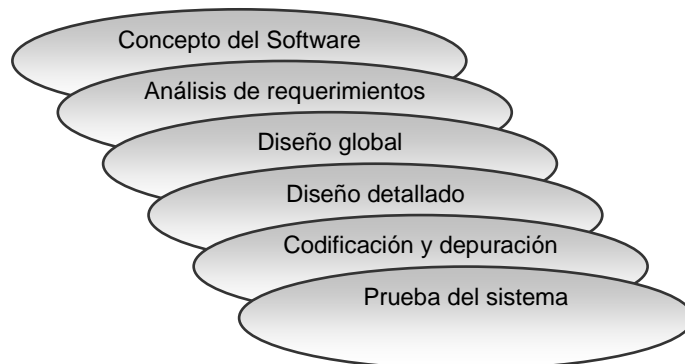 Concepto del Software
Análisis de requerimientos
Diseño global
Diseño detallado
Codificación y depuración
Prueba del sistema